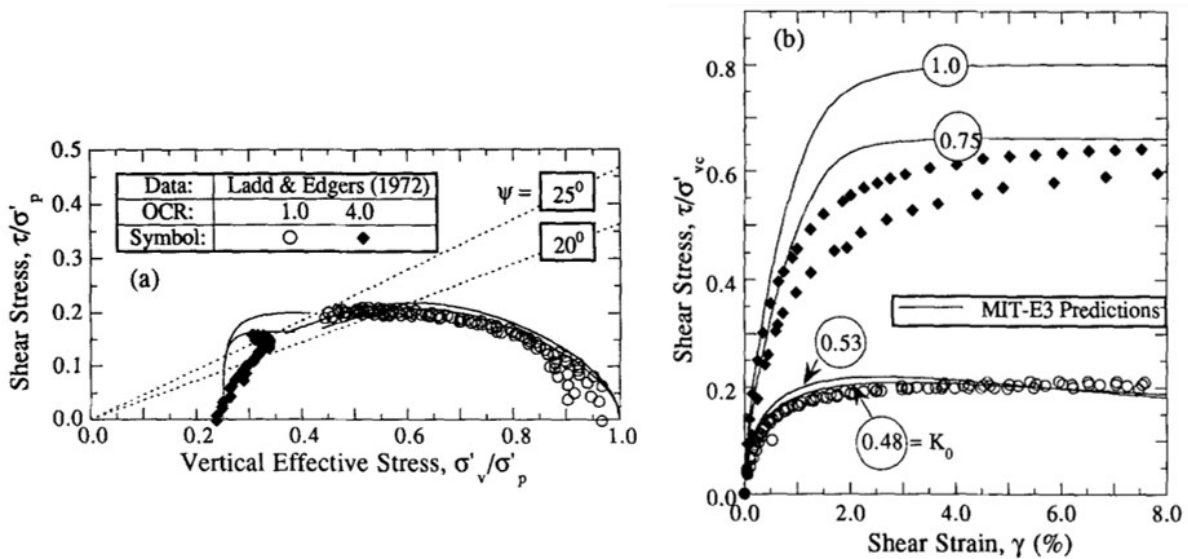 (a)
Shear Stress, τ/σ'p
0.5
0.4
0.3
0.2
0.1
0.0
Data: Ladd & Edgers (1972)
OCR: 1.0 4.0
Symbol:
ψ = 25⁰
20⁰
0.0 0.2 0.4 0.6 0.8 1.0
Vertical Effective Stress, σ'v/σ'p
(b)
Shear Stress, τ/σ'vc
0.8
0.6
0.4
0.2
0.0
1.0
0.75
MIT-E3 Predictions
0.53
0.48 = K₀
0.0 2.0 4.0 6.0 8.0
Shear Strain, γ (%)